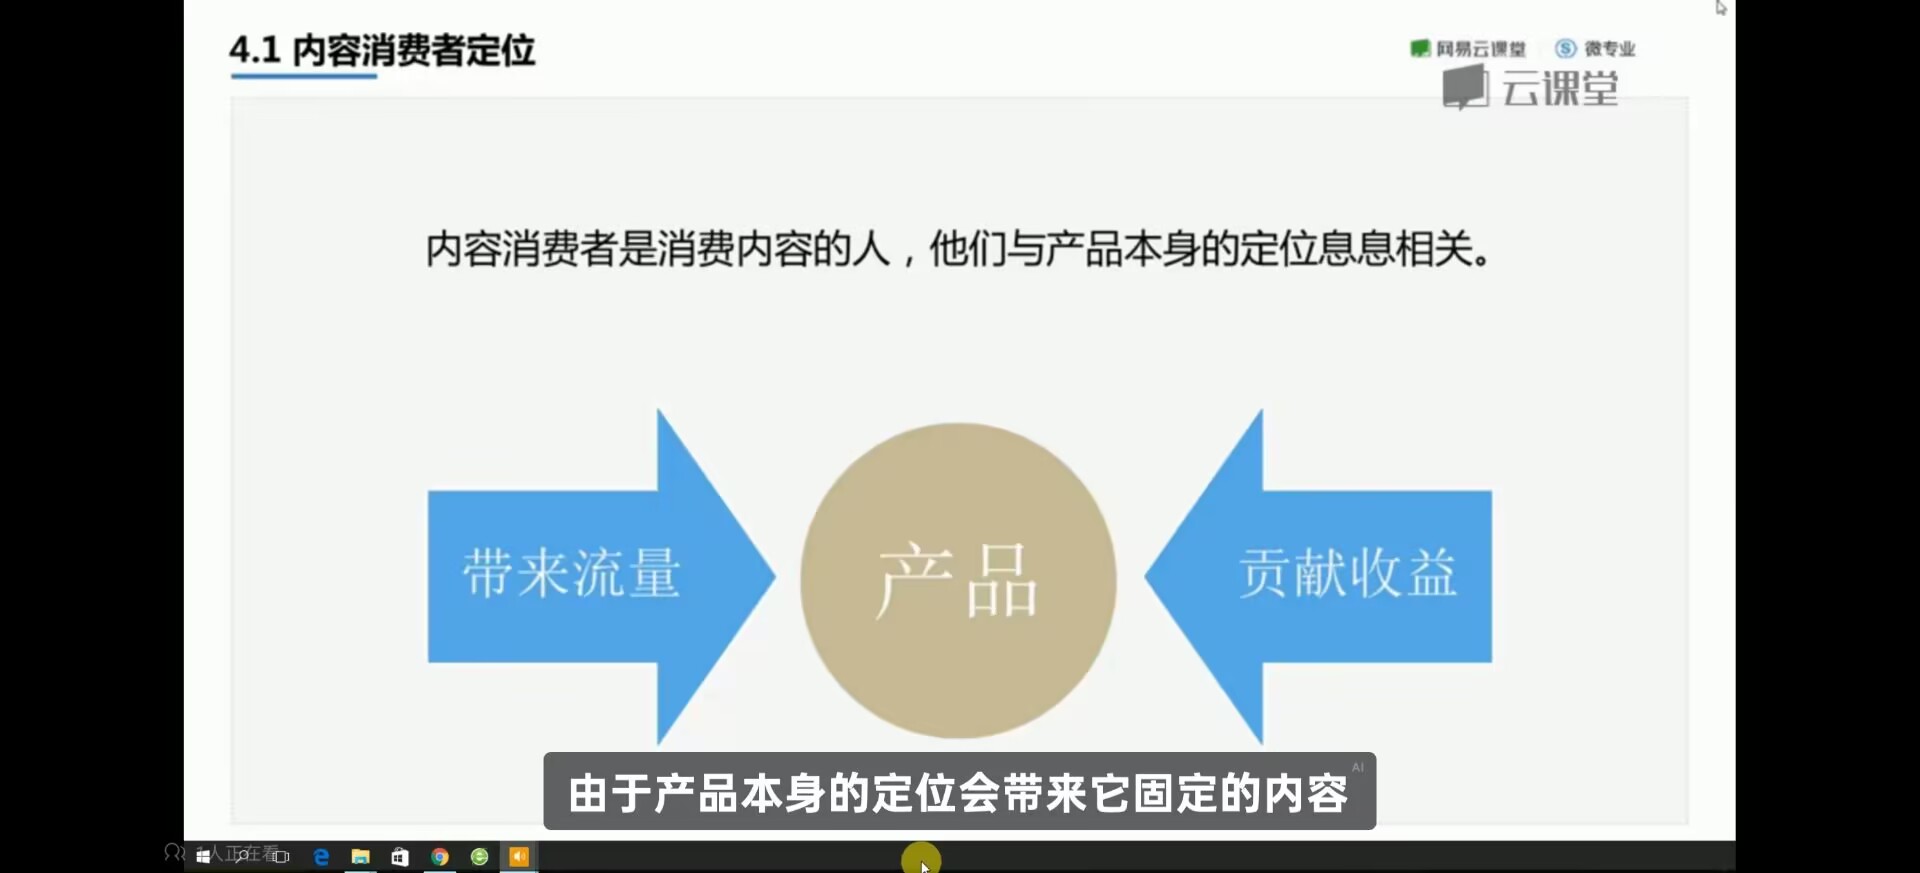 4.1 内容消费者定位
网易云课堂 微专业
云课堂
内容消费者是消费内容的人，他们与产品本身的定位息息相关。
带来流量
产品
贡献收益
由于产品本身的定位会带来它固定的内容
AI
1人正在看